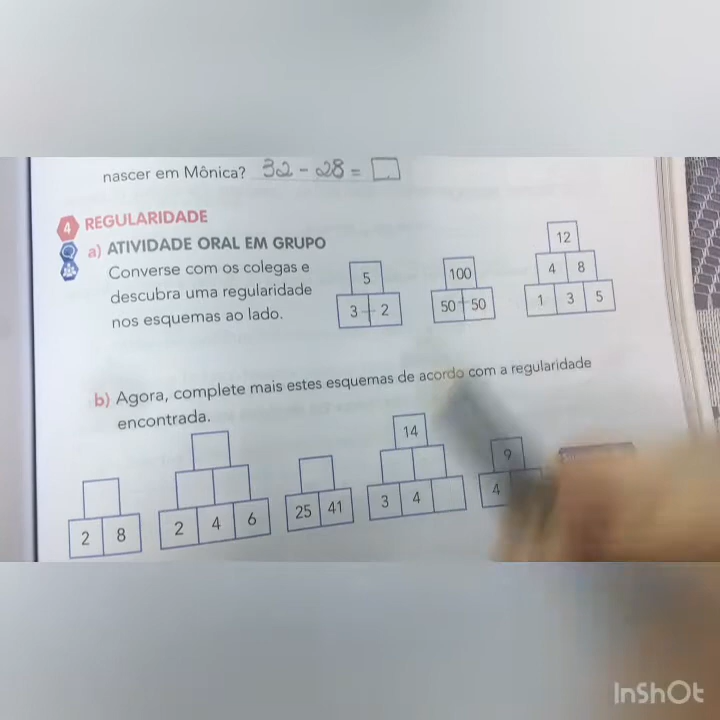 nascer em Mônica? 32 - 28 =
4 REGULARIDADE
a) ATIVIDADE ORAL EM GRUPO
Converse com os colegas e
descubra uma regularidade
nos esquemas ao lado.
5
3 + 2
100
50 + 50
12
4 8
1 3 5
b) Agora, complete mais estes esquemas de acordo com a regularidade
encontrada.
2 8
2 4 6
25 41
14
3 4
9
4
InShOt